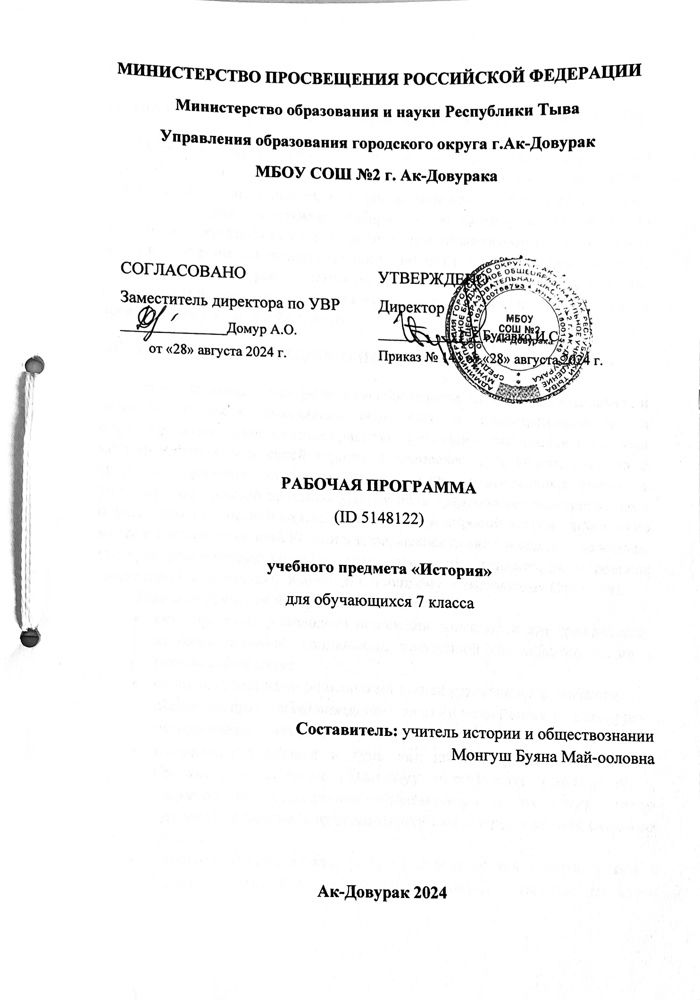 МИНИСТЕРСТВО ПРОСВЕЩЕНИЯ РОССИЙСКОЙ ФЕДЕРАЦИИ
Министерство образования и науки Республики Тыва
Управления образования городского округа г.Ак-Довурак
МБОУ СОШ №2 г. Ак-Довурака
СОГЛАСОВАНО
Заместитель директора по УВР
Домур А.О.
от «28» августа 2024 г.
УТВЕРЖДЕНО
Директор
Булавко И.С.
Приказ № «28» августа 2024 г.
МБОУ
СОШ №2
г. Ак-Довурака
РАБОЧАЯ ПРОГРАММА
(ID 5148122)
учебного предмета «История»
для обучающихся 7 класса
Составитель: учитель истории и обществознании
Монгуш Буяна Май-ооловна
Ак-Довурак 2024